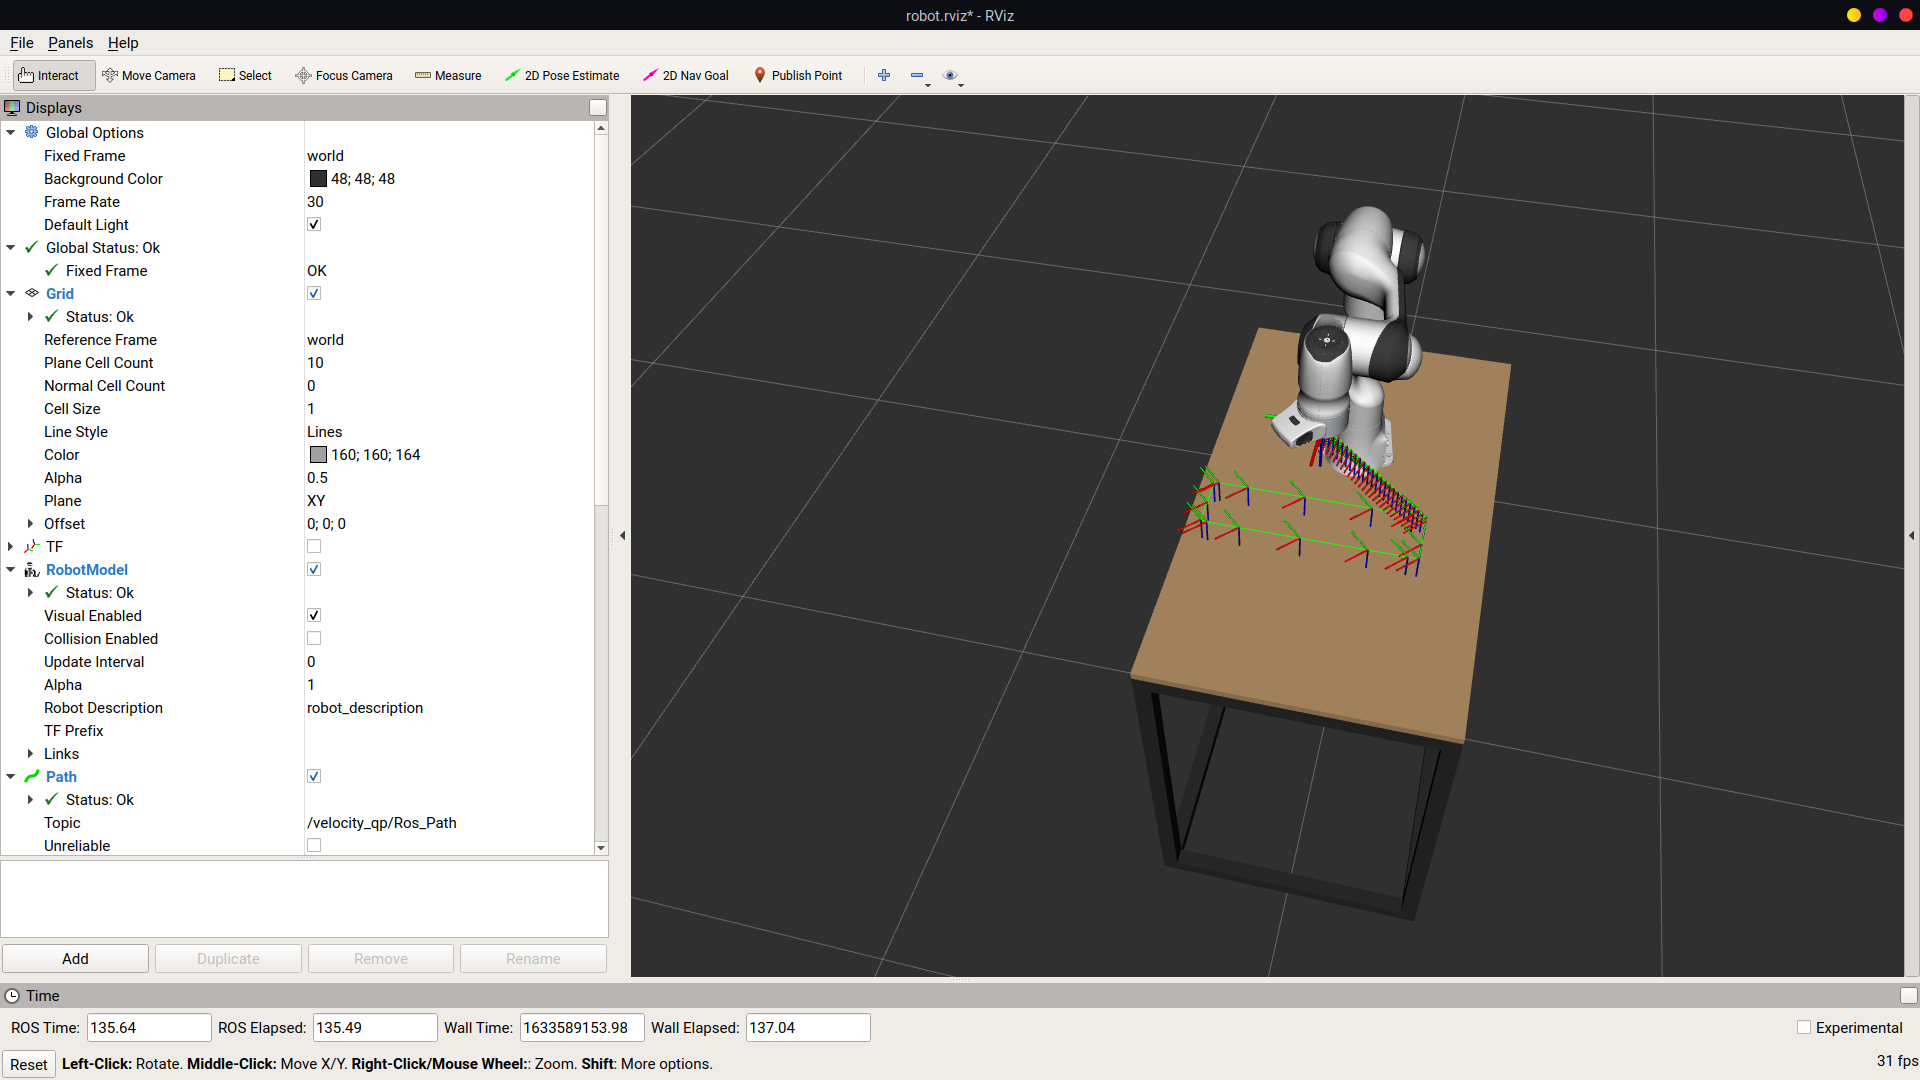 robot.rviz* - RViz
File Panels Help
Interact Move Camera Select Focus Camera Measure 2D Pose Estimate 2D Nav Goal Publish Point
Displays
Global Options
Fixed Frame world
Background Color 48; 48; 48
Frame Rate 30
Default Light
Global Status: Ok
Fixed Frame OK
Grid
Status: Ok
Reference Frame world
Plane Cell Count 10
Normal Cell Count 0
Cell Size 1
Line Style Lines
Color 160; 160; 164
Alpha 0.5
Plane XY
Offset 0; 0; 0
TF
RobotModel
Status: Ok
Visual Enabled
Collision Enabled
Update Interval 0
Alpha 1
Robot Description robot_description
TF Prefix
Links
Path
Status: Ok
Topic /velocity_qp/Ros_Path
Unreliable
Add Duplicate Remove Rename
Time
ROS Time: 135.64 ROS Elapsed: 135.49 Wall Time: 1633589153.98 Wall Elapsed: 137.04 Experimental
Reset Left-Click: Rotate. Middle-Click: Move X/Y. Right-Click/Mouse Wheel:: Zoom. Shift: More options. 31 fps